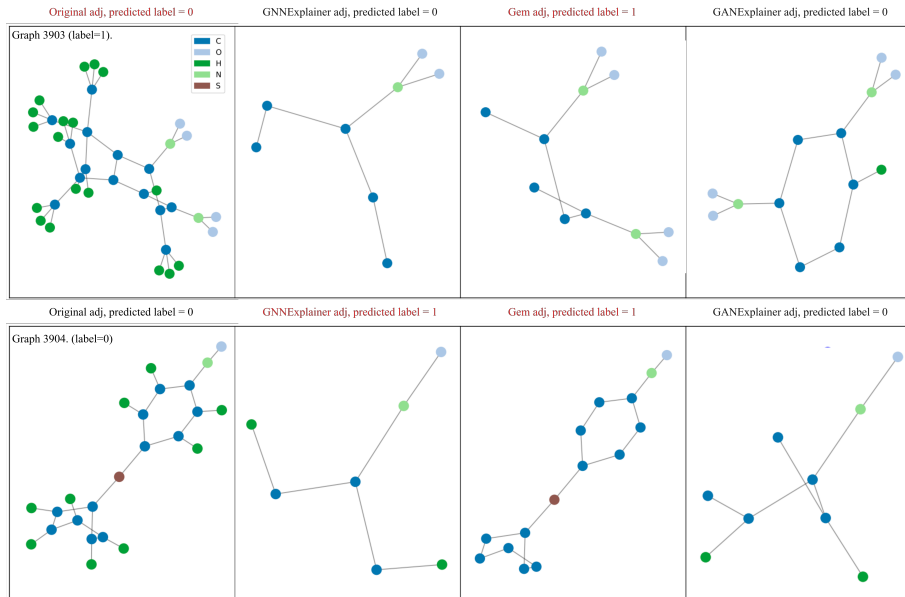 Original adj, predicted label = 0
GNNExplainer adj, predicted label = 0
Gem adj, predicted label = 1
GANExplainer adj, predicted label = 0
Graph 3903 (label=1).
C
O
H
N
S
Original adj, predicted label = 0
GNNExplainer adj, predicted label = 1
Gem adj, predicted label = 1
GANExplainer adj, predicted label = 0
Graph 3904. (label=0)